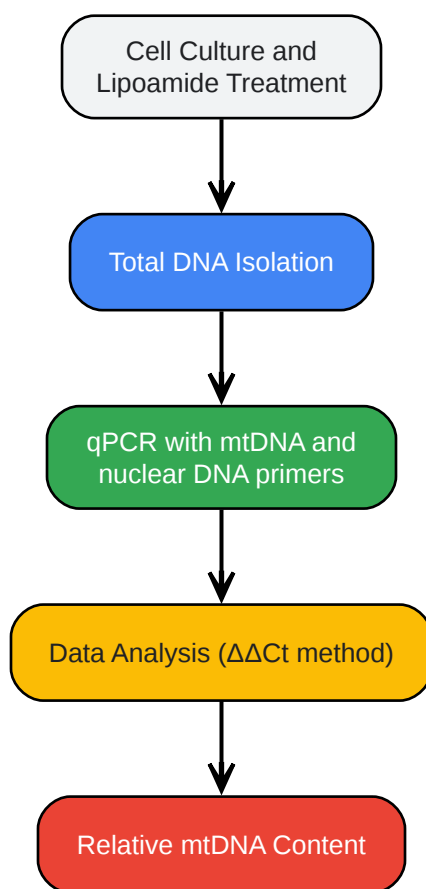 Cell Culture and
Lipoamide Treatment
Total DNA Isolation
qPCR with mtDNA and
nuclear DNA primers
Data Analysis (ΔΔCt method)
Relative mtDNA Content